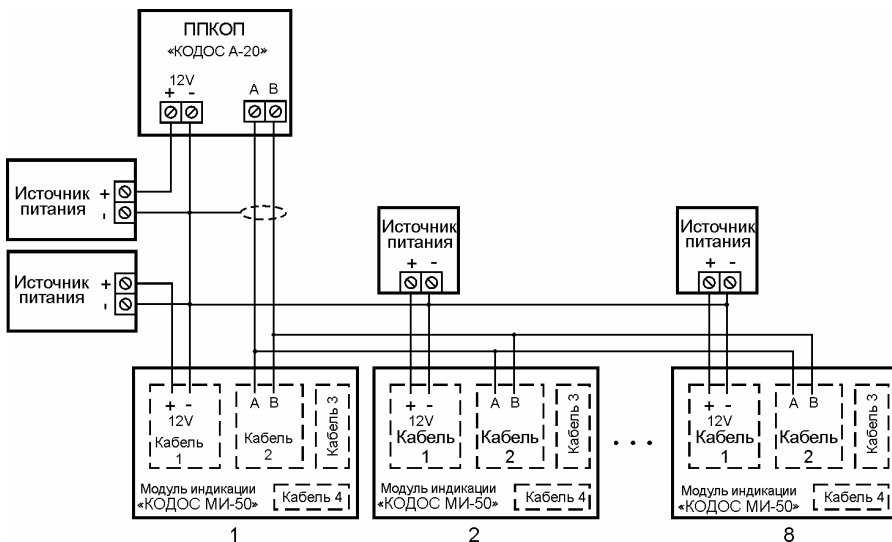 ППКОП
«КОДОС А-20»
12V
+ -
A B
Источник
питания
+
-
Источник
питания
+
-
Источник
питания
+ -
Источник
питания
+ -
+ -
12V
Кабель
1
A B
Кабель
2
Кабель 3
Модуль индикации
«КОДОС МИ-50»
Кабель 4
1
+ -
12V
Кабель
1
A B
Кабель
2
Кабель 3
Модуль индикации
«КОДОС МИ-50»
Кабель 4
2
. . .
+ -
12V
Кабель
1
A B
Кабель
2
Кабель 3
Модуль индикации
«КОДОС МИ-50»
Кабель 4
8